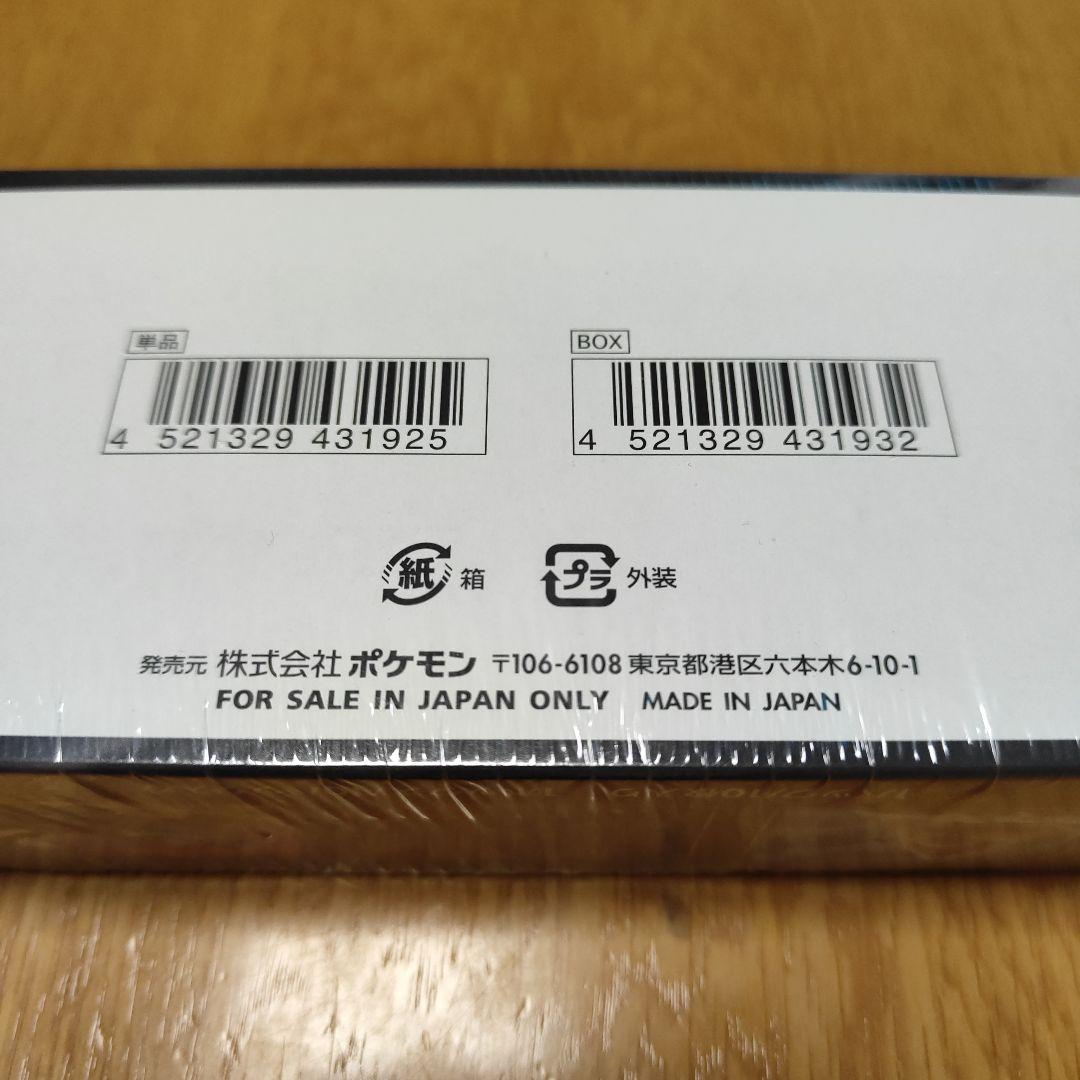 単品
BOX
4 521329 431925
4 521329 431932
紙 箱
プラ 外装
発売元 株式会社ポケモン 〒106-6108 東京都港区六本木6-10-1
FOR SALE IN JAPAN ONLY MADE IN JAPAN